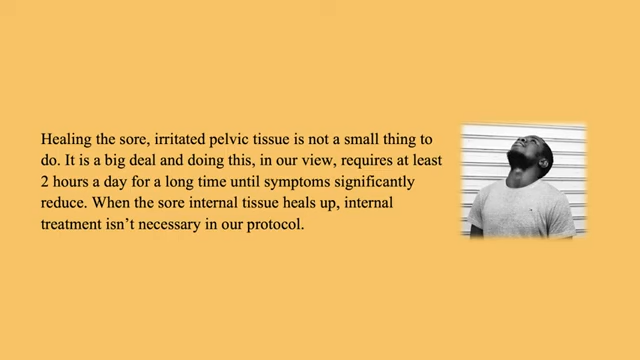 Healing the sore, irritated pelvic tissue is not a small thing to
do. It is a big deal and doing this, in our view, requires at least
2 hours a day for a long time until symptoms significantly
reduce. When the sore internal tissue heals up, internal
treatment isn’t necessary in our protocol.